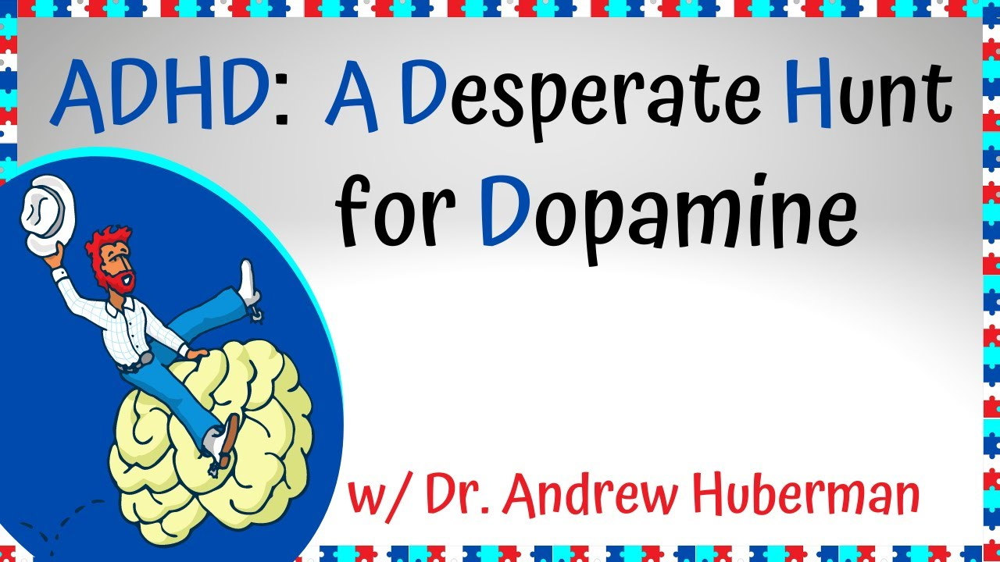 ADHD: A Desperate Hunt
for Dopamine
w/ Dr. Andrew Huberman